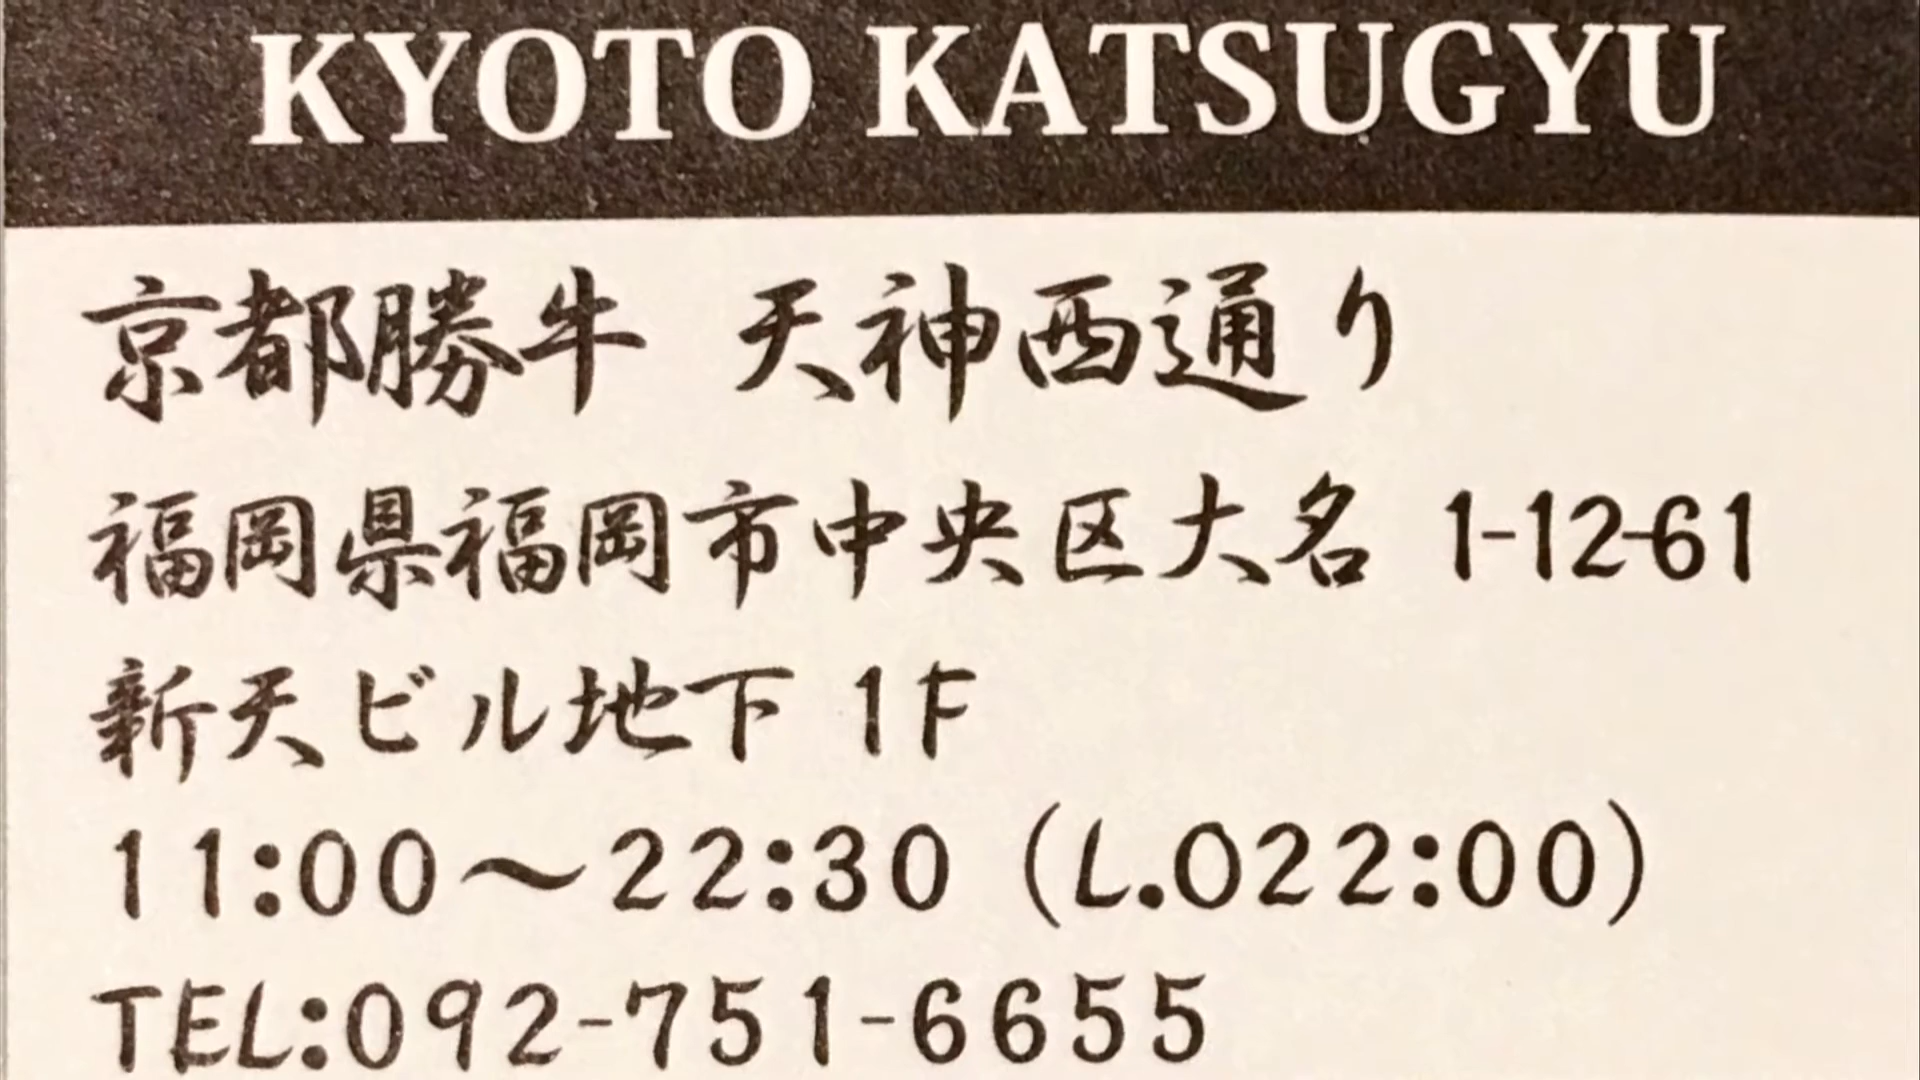 KYOTO KATSUGYU
京都勝牛 天神西通り
福岡県福岡市中央区大名 1-12-61
新天ビル地下 1F
11:00～22:30 (L.O22:00)
TEL:092-751-6655